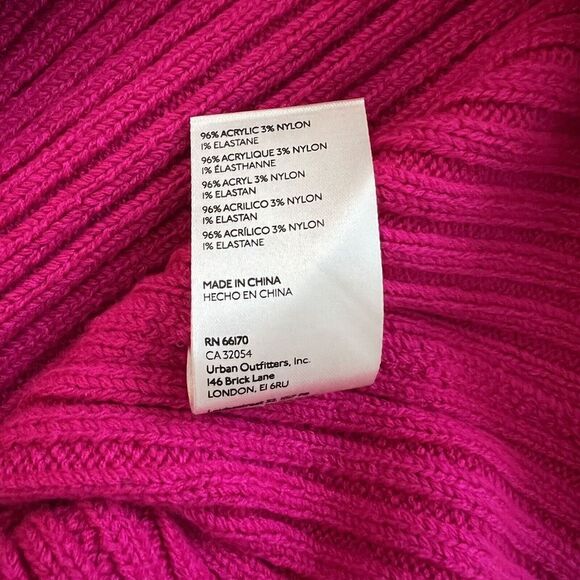 96% ACRYLIC 3% NYLON
1% ELASTANE
96% ACRYLIQUE 3% NYLON
1% ÉLASTHANNE
96% ACRYL 3% NYLON
1% ELASTAN
96% ACRILICO 3% NYLON
1% ELASTAN
96% ACRÍLICO 3% NYLON
1% ELASTANE
MADE IN CHINA
HECHO EN CHINA
RN 66170
CA 32054
Urban Outfitters, Inc.
146 Brick Lane
LONDON, E1 6RU